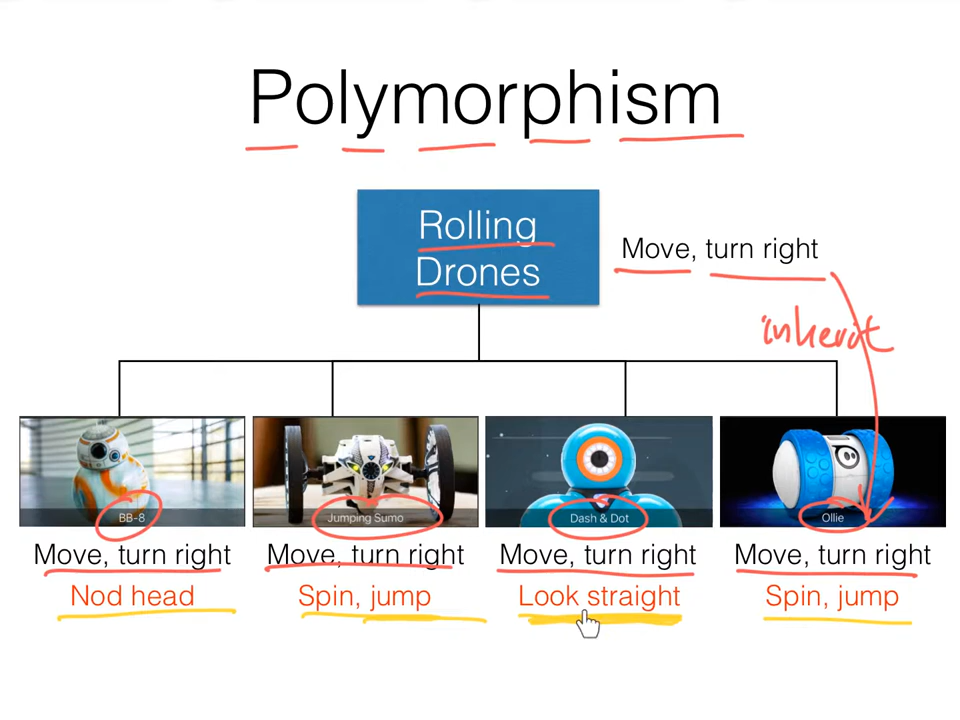 Polymorphism
Rolling
Drones
Move, turn right
inherit
BB-8
Jumping Sumo
Dash & Dot
Ollie
Move, turn right
Move, turn right
Move, turn right
Move, turn right
Nod head
Spin, jump
Look straight
Spin, jump